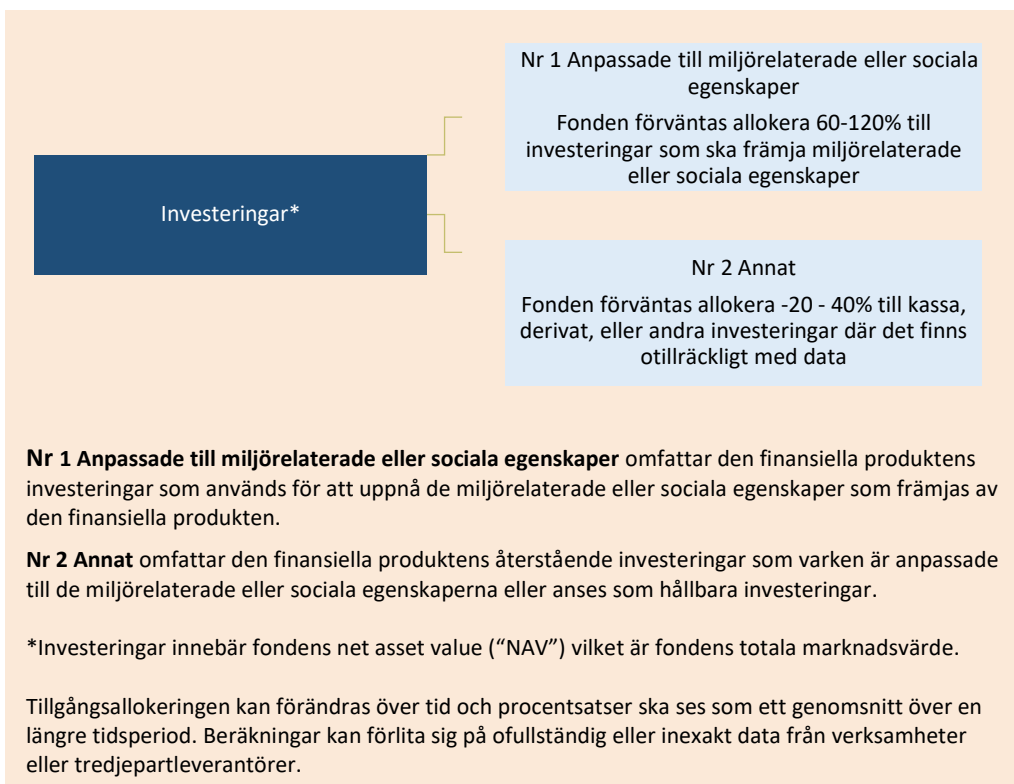 Nr 1 Anpassade till miljörelaterade eller sociala
egenskaper
Fonden förväntas allokera 60-120% till
investeringar som ska främja miljörelaterade
eller sociala egenskaper
Investeringar*
Nr 2 Annat
Fonden förväntas allokera -20 - 40% till kassa,
derivat, eller andra investeringar där det finns
otillräckligt med data
Nr 1 Anpassade till miljörelaterade eller sociala egenskaper omfattar den finansiella produktens
investeringar som används för att uppnå de miljörelaterade eller sociala egenskaper som främjas av
den finansiella produkten.
Nr 2 Annat omfattar den finansiella produktens återstående investeringar som varken är anpassade
till de miljörelaterade eller sociala egenskaperna eller anses som hållbara investeringar.
*Investeringar innebär fondens net asset value (“NAV”) vilket är fondens totala marknadsvärde.
Tillgångsallokeringen kan förändras över tid och procentsatser ska ses som ett genomsnitt över en
längre tidsperiod. Beräkningar kan förlita sig på ofullständig eller inexakt data från verksamheter
eller tredjepartleverantörer.